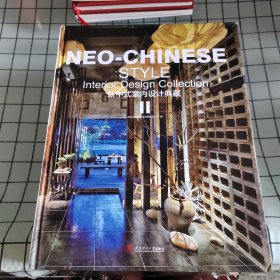 NEO-CHINESE
STYLE
Interior Design Collection
新中式室内设计典藏
II